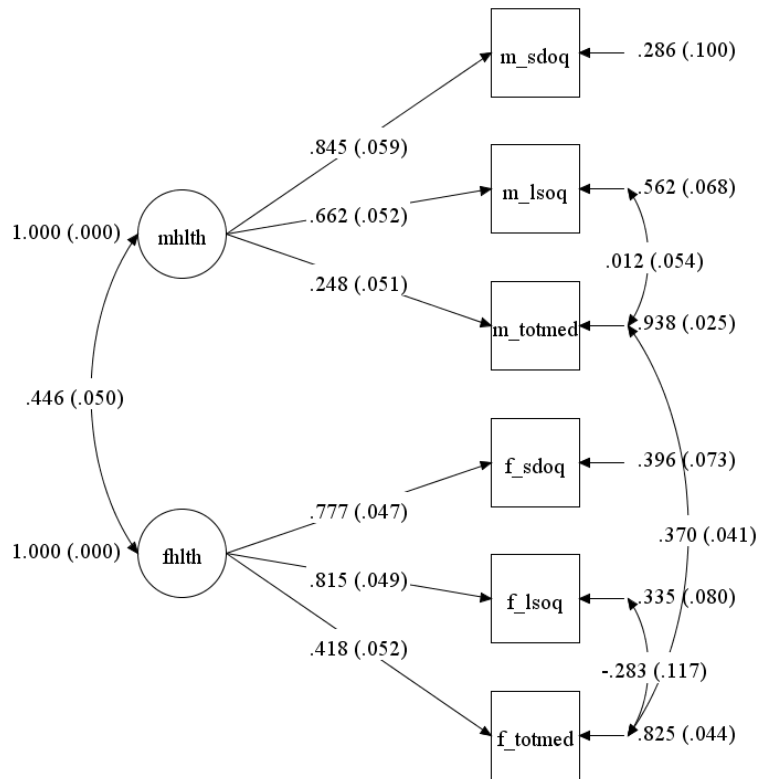 m_sdoq
.286 (.100)
.845 (.059)
m_lsoq
.562 (.068)
.662 (.052)
1.000 (.000)
mhlth
.012 (.054)
.248 (.051)
m_totmed
.938 (.025)
.446 (.050)
f_sdoq
.396 (.073)
.777 (.047)
.370 (.041)
1.000 (.000)
fhlth
.815 (.049)
f_lsoq
.335 (.080)
.418 (.052)
-.283 (.117)
f_totmed
.825 (.044)